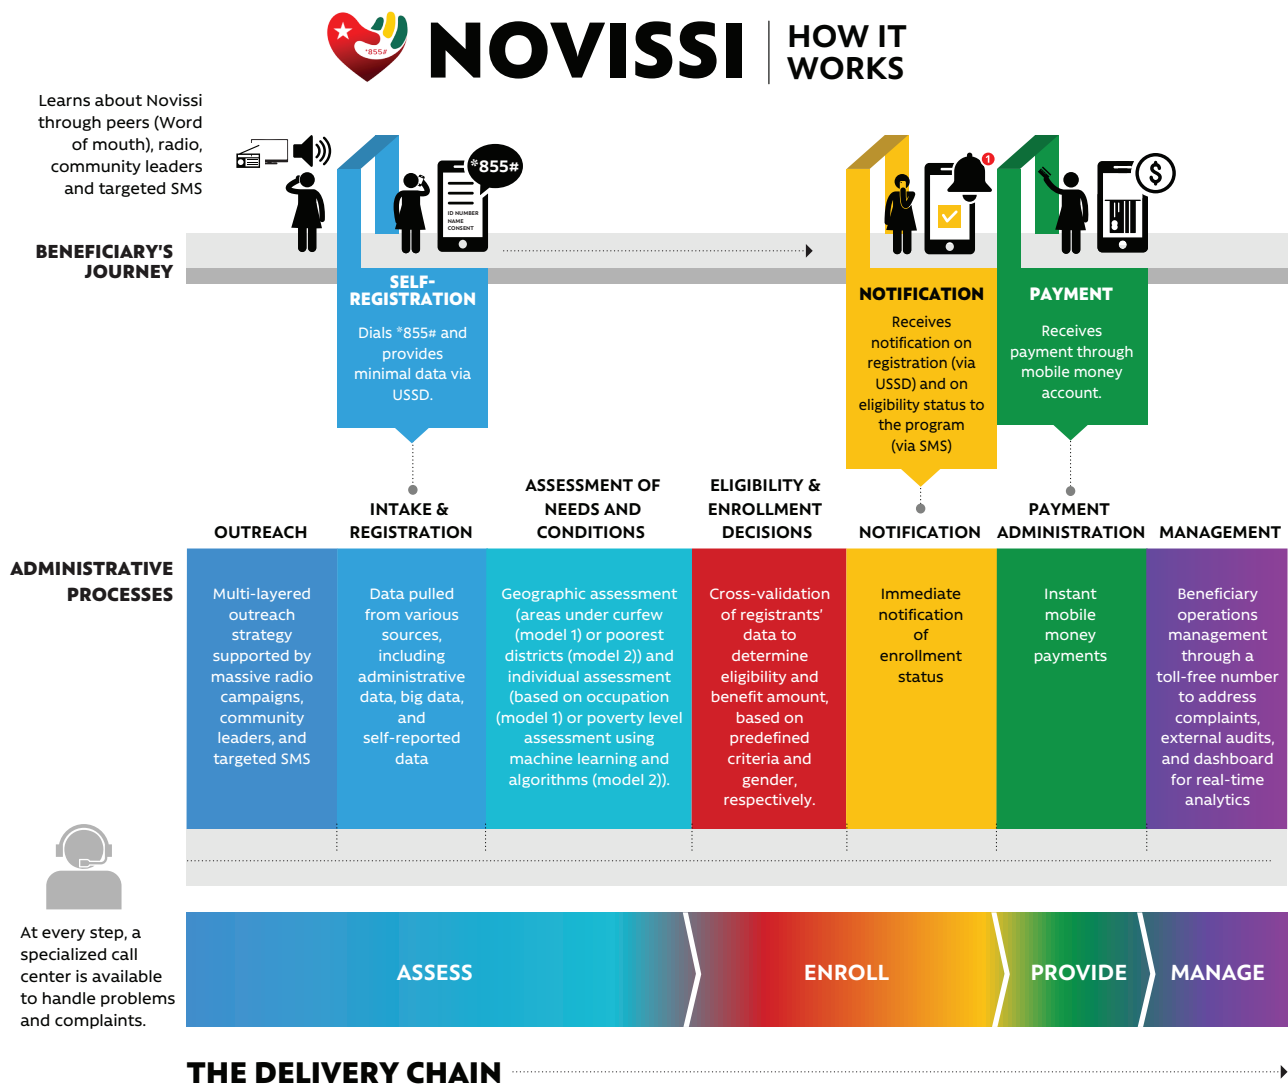 *855#
NOVISSI
HOW IT
WORKS
Learns about Novissi
through peers (Word
of mouth), radio,
community leaders
and targeted SMS
*855#
ID NUMBER
NAME
CONSENT
1
$
BENEFICIARY'S
JOURNEY
SELF-
REGISTRATION
Dials *855# and
provides
minimal data via
USSD.
NOTIFICATION
Receives
notification on
registration (via
USSD) and on
eligibility status to
the program
(via SMS)
PAYMENT
Receives
payment through
mobile money
account.
ADMINISTRATIVE
PROCESSES
OUTREACH
Multi-layered
outreach
strategy
supported by
massive radio
campaigns,
community
leaders, and
targeted SMS
INTAKE &
REGISTRATION
Data pulled
from various
sources,
including
administrative
data, big data,
and
self-reported
data
ASSESSMENT OF
NEEDS AND
CONDITIONS
Geographic assessment
(areas under curfew
(model 1) or poorest
districts (model 2)) and
individual assessment
(based on occupation
(model 1) or poverty level
assessment using
machine learning and
algorithms (model 2)).
ELIGIBILITY &
ENROLLMENT
DECISIONS
Cross-validation
of registrants'
data to
determine
eligibility and
benefit amount,
based on
predefined
criteria and
gender,
respectively.
NOTIFICATION
Immediate
notification
of
enrollment
status
PAYMENT
ADMINISTRATION
Instant
mobile
money
payments
MANAGEMENT
Beneficiary
operations
management
through a
toll-free number
to address
complaints,
external audits,
and dashboard
for real-time
analytics
At every step, a
specialized call
center is available
to handle problems
and complaints.
ASSESS
ENROLL
PROVIDE
MANAGE
THE DELIVERY CHAIN